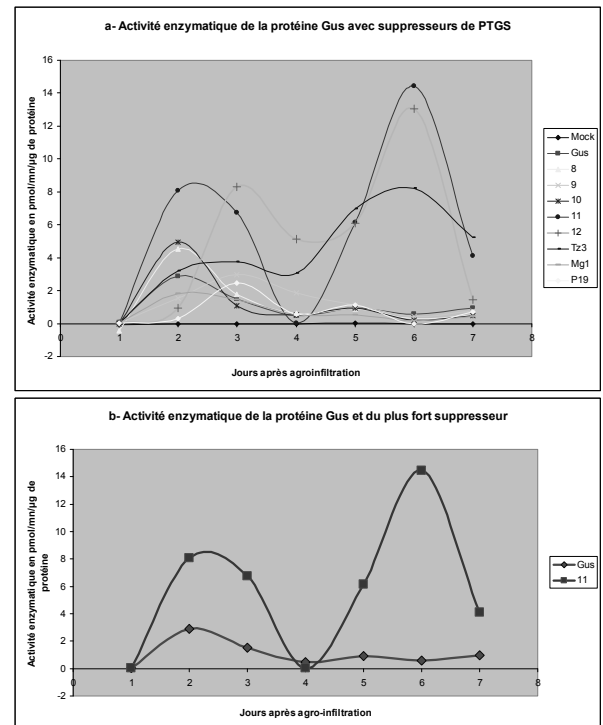 a- Activité enzymatique de la protéine Gus avec suppresseurs de PTGS
Activité enzymatique en pmol/mn/µg de protéine
16
14
12
10
8
6
4
2
0
-2
0 1 2 3 4 5 6 7 8
Jours après agroinfiltration
Mock
Gus
8
9
10
11
12
Tz3
Mg1
P19
b- Activité enzymatique de la protéine Gus et du plus fort suppresseur
Activité enzymatique en pmol/mn/µg de
protéine
16
14
12
10
8
6
4
2
0
-2
0 1 2 3 4 5 6 7 8
Jours après agro-infiltration
Gus
11